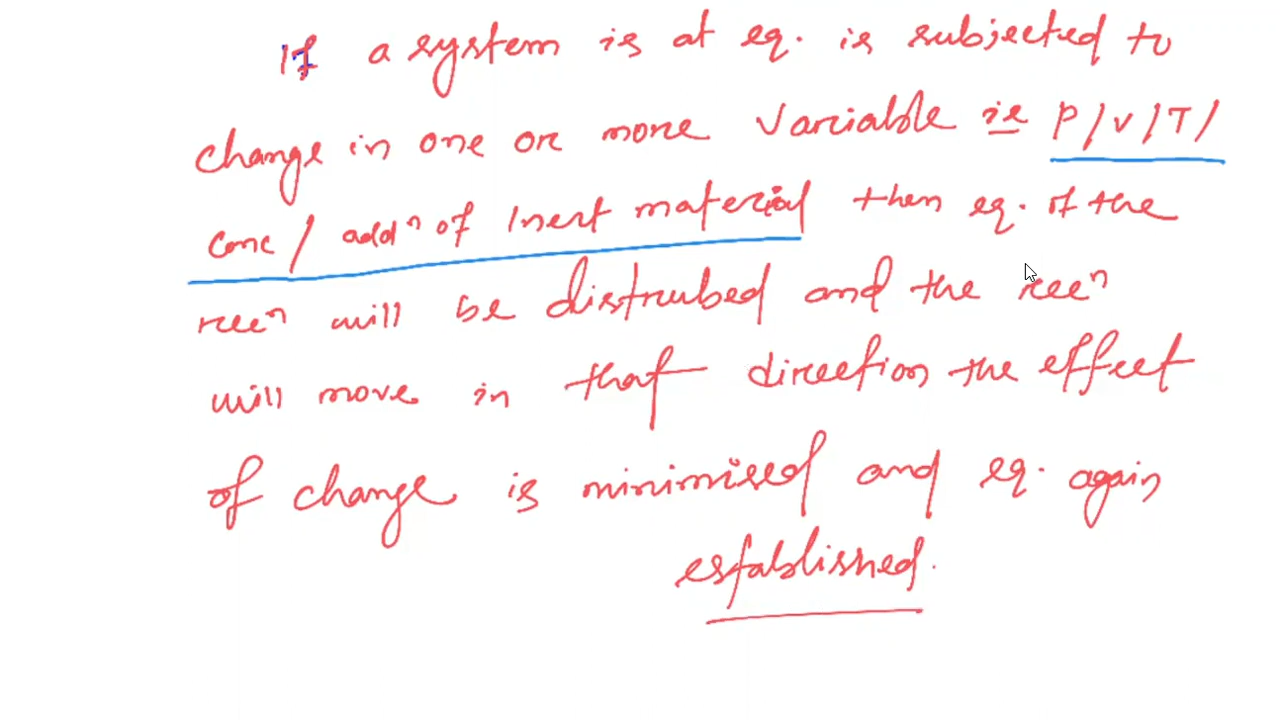 If a system is at eq. is subjected to
change in one or more variable ie P/V/T/
conc / addⁿ of Inert material then eq. of the
rxnⁿ will be distrubed and the rxnⁿ
will move in that direction the effect
of change is minimised and eq. again
established.